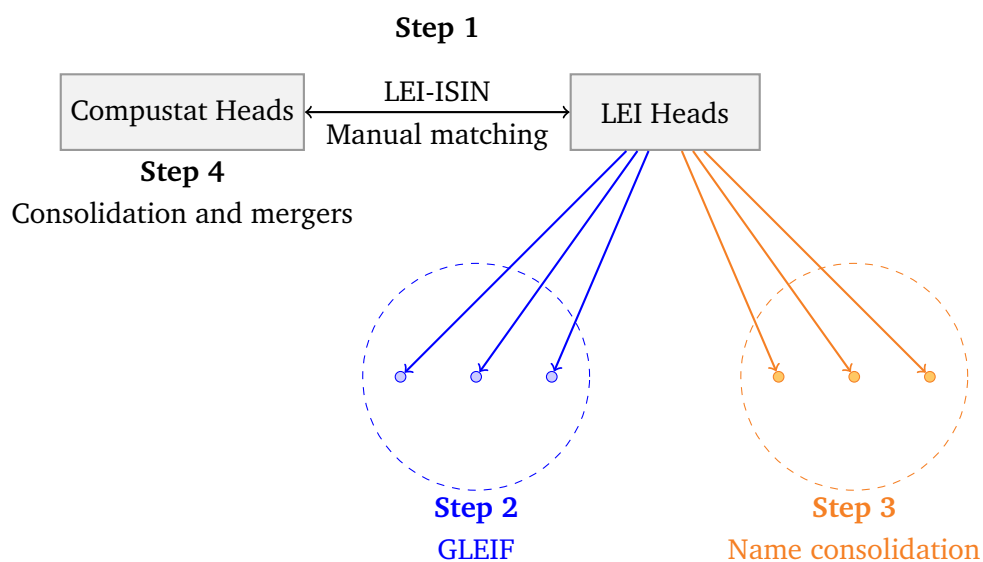 Step 1
Compustat Heads
LEI-ISIN
Manual matching
LEI Heads
Step 4
Consolidation and mergers
Step 2
GLEIF
Step 3
Name consolidation